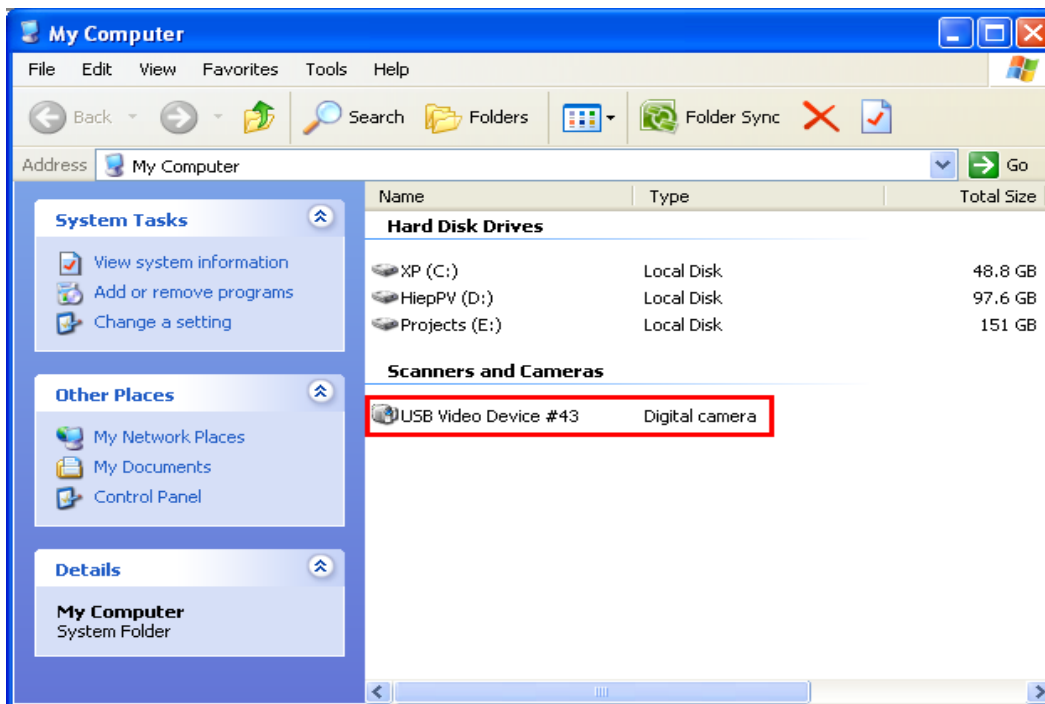 My Computer
File Edit View Favorites Tools Help
Back Search Folders Folder Sync
Address My Computer Go
System Tasks
View system information
Add or remove programs
Change a setting
Other Places
My Network Places
My Documents
Control Panel
Details
My Computer
System Folder
Name Type Total Size
Hard Disk Drives
XP (C:) Local Disk 48.8 GB
HiepPV (D:) Local Disk 97.6 GB
Projects (E:) Local Disk 151 GB
Scanners and Cameras
USB Video Device #43 Digital camera